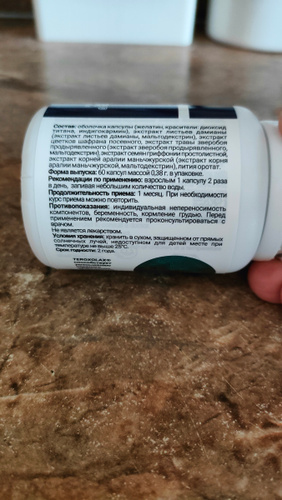 Состав: оболочка капсулы (желатин, красители: диоксид
титана, индигокармин), экстракт листьев дамианы
(экстракт листьев дамианы, мальтодекстрин), экстракт
цветков шафрана посевного, экстракт травы зверобоя
продырявленного (экстракт зверобоя продырявленного,
мальтодекстрин), экстракт семян гриффонии простолистной,
экстракт корней аралии маньчжурской (экстракт корня
аралии маньчжурской, мальтодекстрин), лития оротат.
Форма выпуска: 60 капсул массой 0,38 г. в упаковке.
Рекомендации по применению: взрослым 1 капсулу 2 раза
в день, запивая небольшим количеством воды.
Продолжительность приема: 1 месяц. При необходимости
курс приема можно повторить.
Противопоказания: индивидуальная непереносимость
компонентов, беременность, кормление грудью. Перед
применением рекомендуется проконсультироваться с
врачом.
Не является лекарством.
Условия хранения: хранить в сухом, защищенном от прямых
солнечных лучей, недоступном для детей месте при
температуре не выше 25°С.
Срок годности: 2 года.